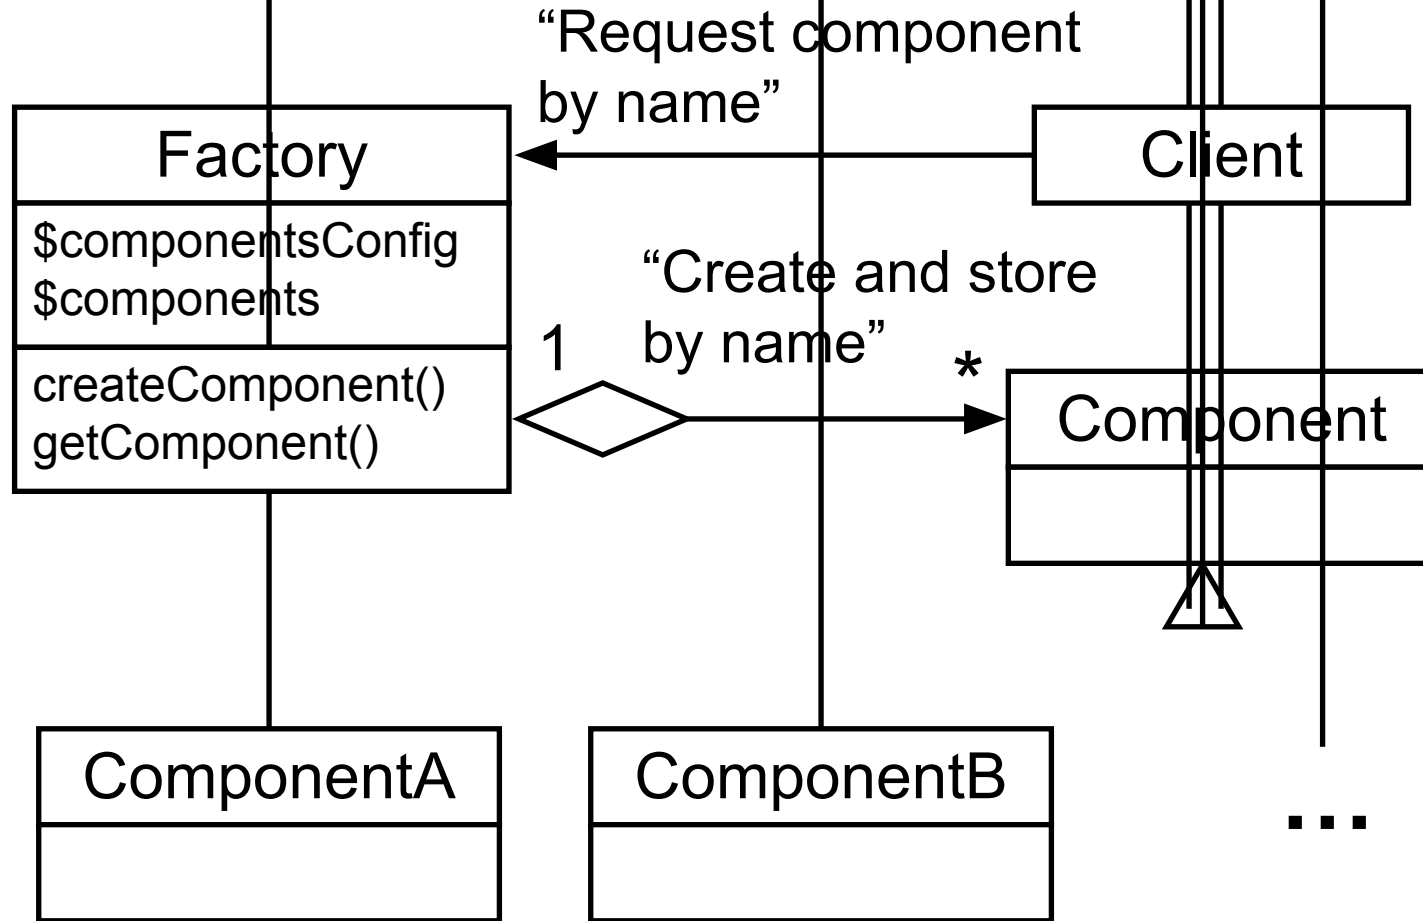 “Request component
by name”
Factory
Client
$componentsConfig
$components
“Create and store
by name”
1
*
createComponent()
getComponent()
Component
ComponentA
ComponentB
...